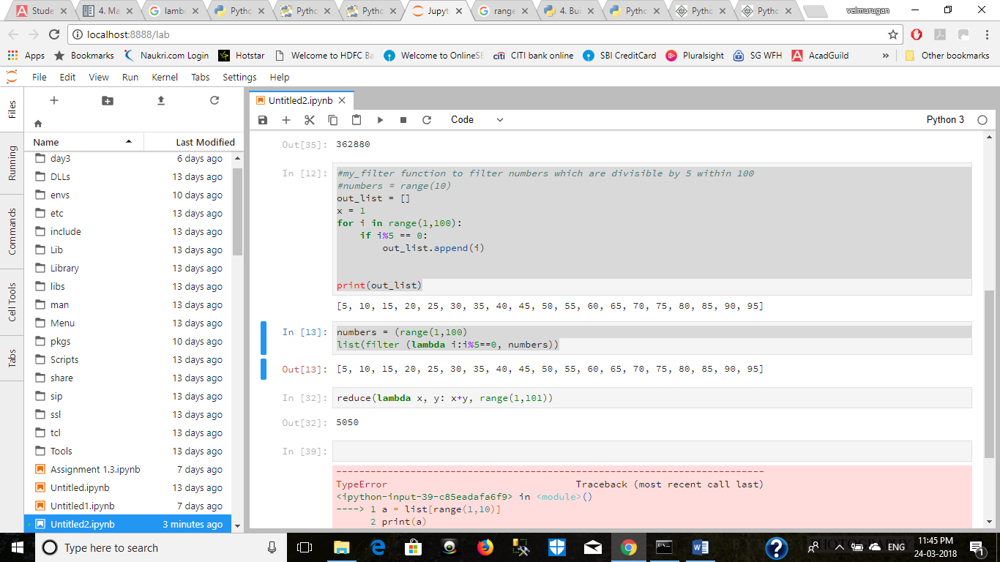 Stude
4. Ma
lamb
Pytho
Pytho
Pytho
Jupyt
range
4. Bui
Pytho
Pytho
Pytho
velmurugan
localhost:8888/lab
Apps Bookmarks Naukri.com Login Hotstar Welcome to HDFC Ba Welcome to OnlineSB CITI bank online SBI CreditCard Pluralsight SG WFH AcadGuild » Other bookmarks
File Edit View Run Kernel Tabs Settings Help
Files
Running
Commands
Cell Tools
Tabs
Name Last Modified
day3 6 days ago
DLLs 13 days ago
envs 10 days ago
etc 13 days ago
include 13 days ago
Lib 13 days ago
Library 13 days ago
libs 13 days ago
man 13 days ago
Menu 13 days ago
pkgs 10 days ago
Scripts 13 days ago
share 13 days ago
sip 13 days ago
ssl 13 days ago
tcl 13 days ago
Tools 13 days ago
Assignment 1.3.ipynb 7 days ago
Untitled.ipynb 13 days ago
Untitled1.ipynb 7 days ago
Untitled2.ipynb 3 minutes ago
Untitled2.ipynb
Code Python 3
Out[35]: 362880
In [12]: #my_filter function to filter numbers which are divisible by 5 within 100
#numbers = range(10)
out_list = []
x = 1
for i in range(1,100):
if i%5 == 0:
out_list.append(i)
print(out_list)
[5, 10, 15, 20, 25, 30, 35, 40, 45, 50, 55, 60, 65, 70, 75, 80, 85, 90, 95]
In [13]: numbers = (range(1,100)
list(filter (lambda i:i%5==0, numbers))
Out[13]: [5, 10, 15, 20, 25, 30, 35, 40, 45, 50, 55, 60, 65, 70, 75, 80, 85, 90, 95]
In [32]: reduce(lambda x, y: x+y, range(1,101))
Out[32]: 5050
In [39]:
---------------------------------------------------------------------------
TypeError Traceback (most recent call last)
<ipython-input-39-c85eadafa6f9> in <module>()
----> 1 a = list[range(1,10)]
2 print(a)
Type here to search
PHOTOGRAPHY
ENG
11:45 PM
24-03-2018
1